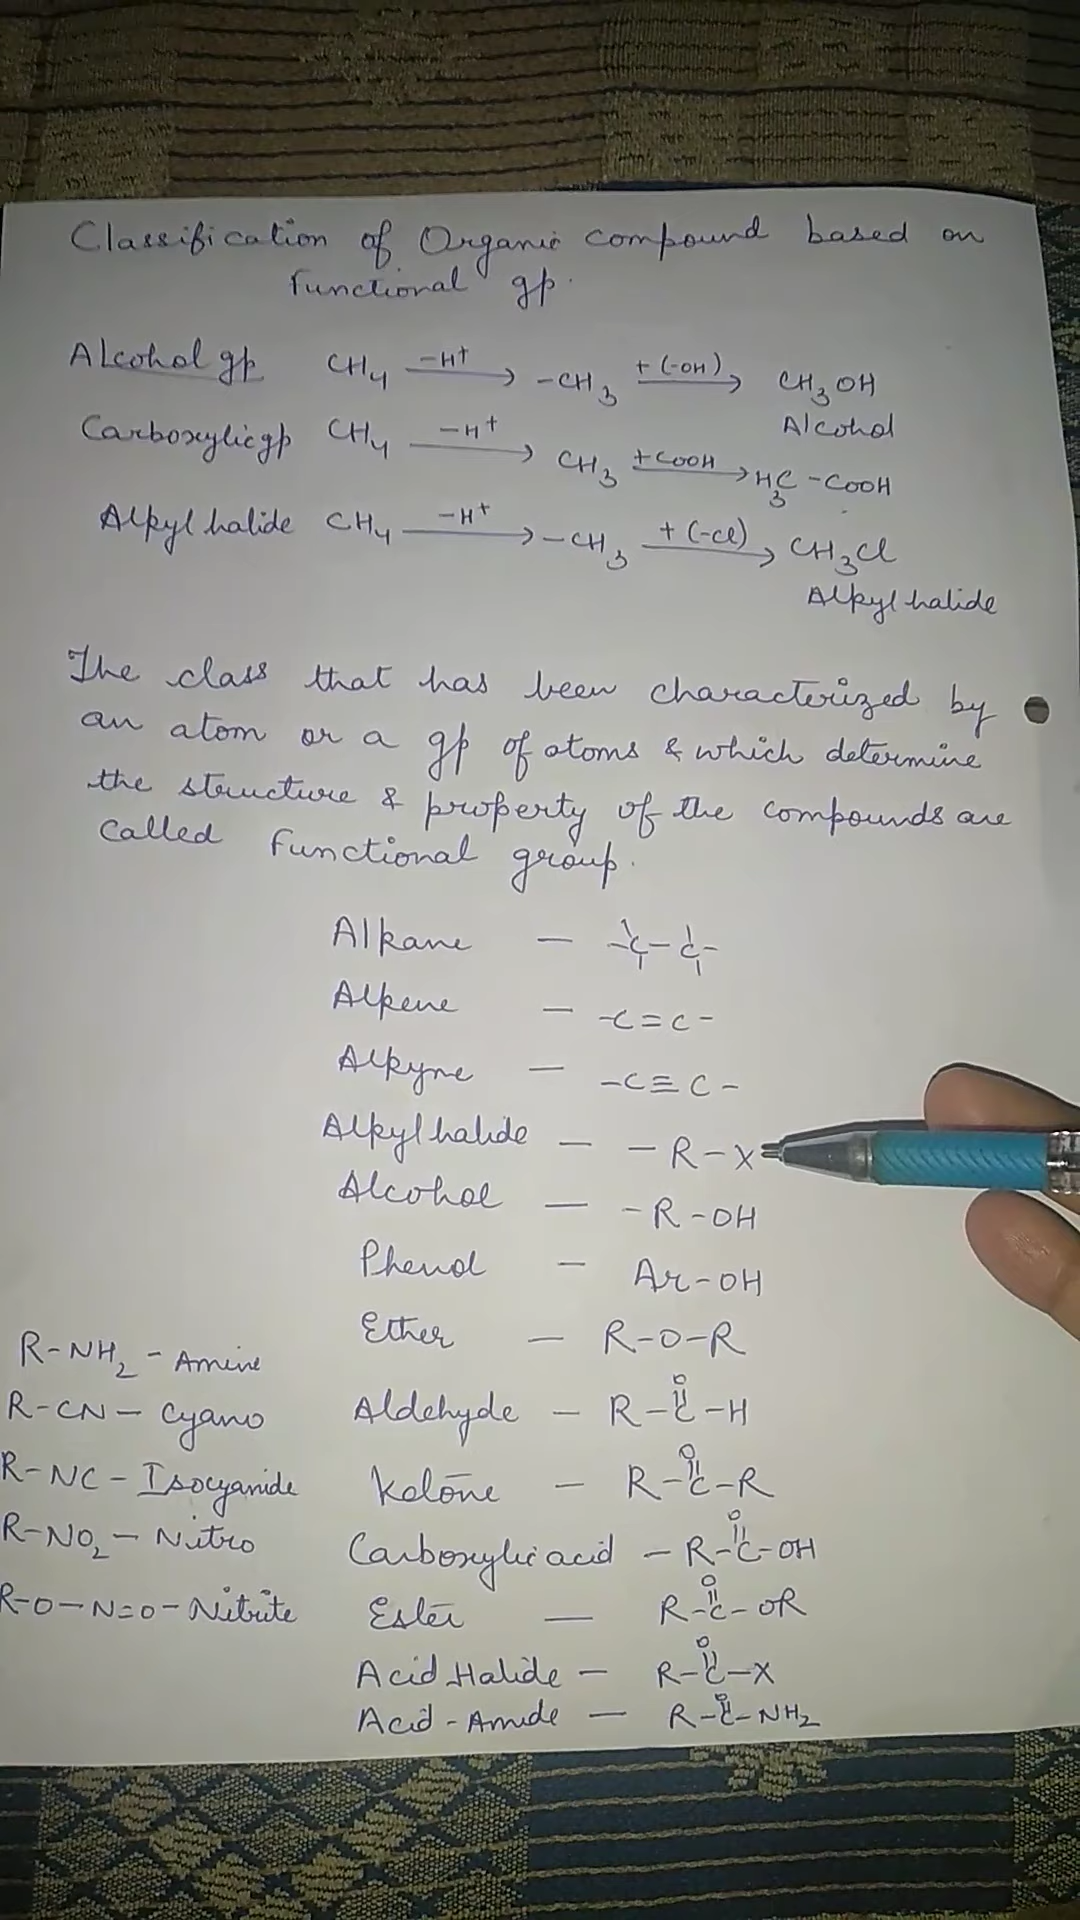 Classification of Organic compound based on
functional gp.
Alcohol gp CH4 —-H+→ -CH3 —+(-OH)→ CH3OH
Alcohol
Carboxylic gp CH4 —-H+→ CH3 —+COOH→ H3C-COOH
Alkyl halide CH4 —-H+→ -CH3 —+(-Cl)→ CH3Cl
Alkyl halide
The class that has been characterized by
an atom or a gp of atoms & which determine
the structure & property of the compounds are
called functional group.
Alkane — -C-C-
Alkene — -C=C-
Alkyne — -C≡C-
Alkyl halide — -R-X
Alcohol — -R-OH
Phenol — Ar-OH
Ether — R-O-R
Aldehyde — R-C(=O)-H
Ketone — R-C(=O)-R
Carboxylic acid — R-C(=O)-OH
Ester — R-C(=O)-OR
Acid Halide — R-C(=O)-X
Acid-Amide — R-C(=O)-NH2
R-NH2 - Amine
R-CN — Cyano
R-NC - Isocyanide
R-NO2 — Nitro
R-O-N=O - Nitrite